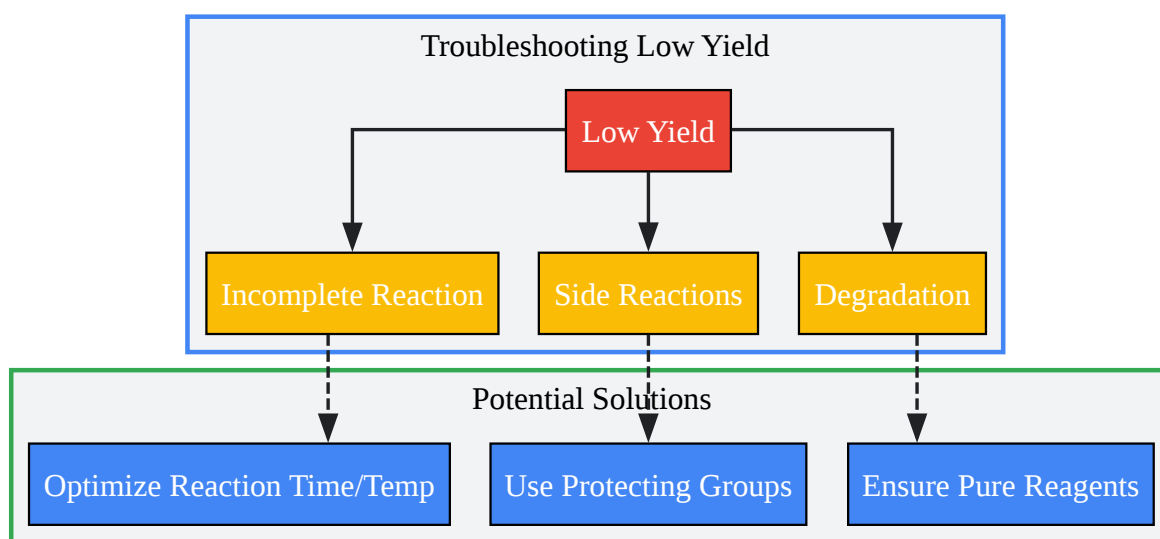 Troubleshooting Low Yield
Low Yield
Incomplete Reaction
Side Reactions
Degradation
Potential Solutions
Optimize Reaction Time/Temp
Use Protecting Groups
Ensure Pure Reagents